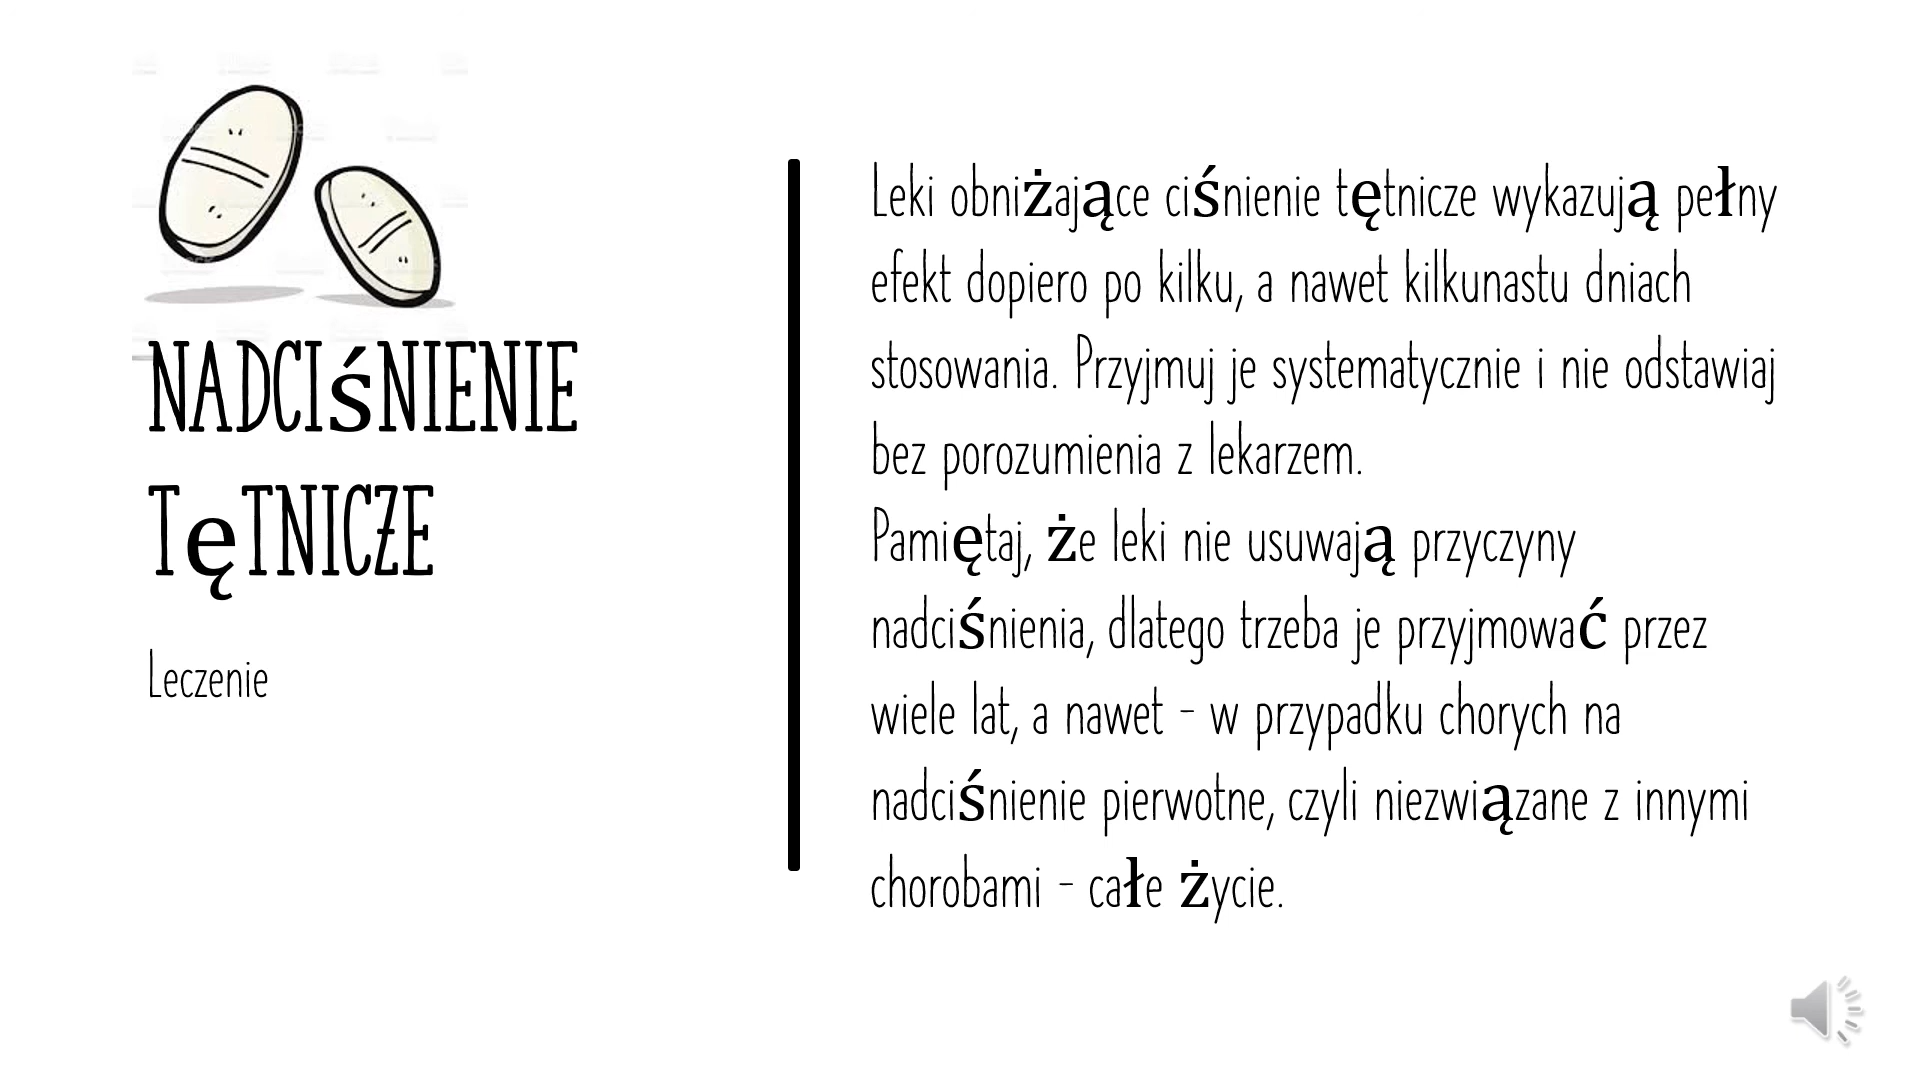 NADCIśNIENIE
TęTNICZE
Leczenie
Leki obniżające ciśnienie tętnicze wykazują pełny
efekt dopiero po kilku, a nawet kilkunastu dniach
stosowania. Przyjmuj je systematycznie i nie odstawiaj
bez porozumienia z lekarzem.
Pamiętaj, że leki nie usuwają przyczyny
nadciśnienia, dlatego trzeba je przyjmować przez
wiele lat, a nawet - w przypadku chorych na
nadciśnienie pierwotne, czyli niezwiązane z innymi
chorobami - całe życie.